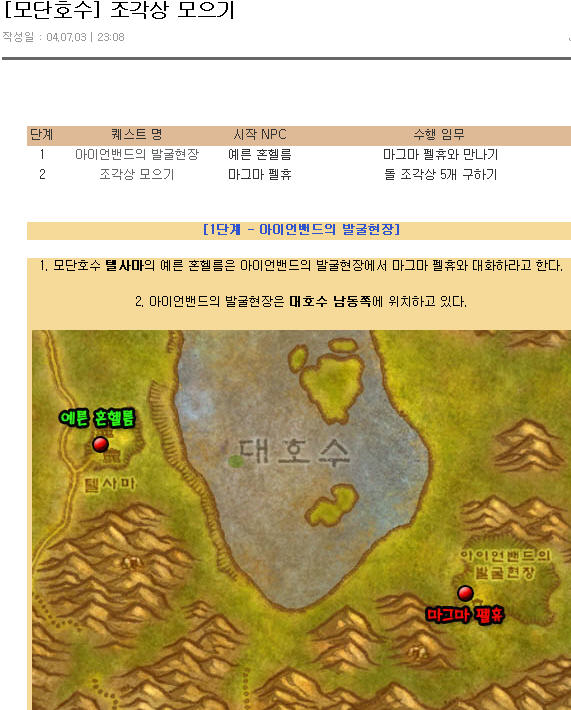 [모단호수] 조각상 모으기
작성일 : 04.07.03 | 23:08
단계 퀘스트 명 시작 NPC 수행 임무
1 아이언밴드의 발굴현장 예른 혼헬름 마그마 펠휴와 만나기
2 조각상 모으기 마그마 펠휴 돌 조각상 5개 구하기
[1단계 - 아이언밴드의 발굴현장]
1. 모단호수 텔사마의 예른 혼헬름은 아이언밴드의 발굴현장에서 마그마 펠휴와 대화하라고 한다.
2. 아이언밴드의 발굴현장은 대호수 남동쪽에 위치하고 있다.
예른 혼헬름
대호수
텔사마
아이언밴드의
발굴현장
마그마 펠휴